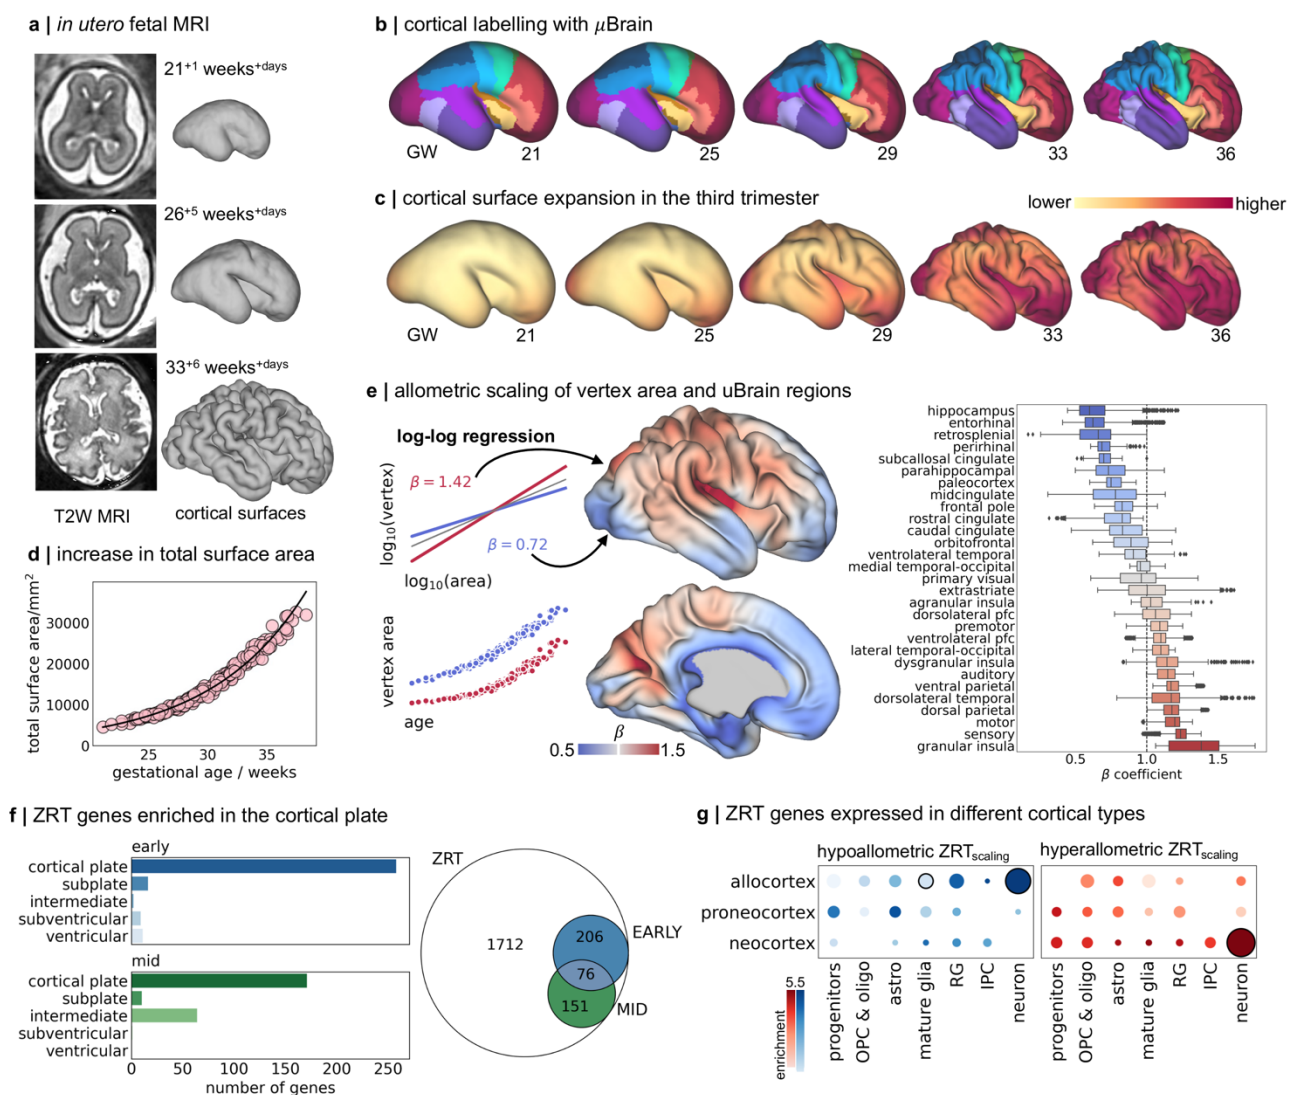 a | in utero fetal MRI
21+1 weeks+days
26+5 weeks+days
33+6 weeks+days
T2W MRI
cortical surfaces
b | cortical labelling with μBrain
GW
21
25
29
33
36
c | cortical surface expansion in the third trimester
lower
higher
GW
21
25
29
33
36
d | increase in total surface area
total surface area/mm²
30000
20000
10000
0
25
30
35
gestational age / weeks
e | allometric scaling of vertex area and uBrain regions
log-log regression
β = 1.42
β = 0.72
log10(vertex)
log10(area)
vertex area
age
β
0.5
1.5
hippocampus
entorhinal
retrosplenial
perirhinal
subcallosal cingulate
parahippocampal
paleocortex
midcingulate
frontal pole
rostral cingulate
caudal cingulate
orbitofrontal
ventrolateral temporal
medial temporal-occipital
primary visual
extrastriate
agranular insula
dorsolateral pfc
premotor
ventrolateral pfc
lateral temporal-occipital
dysgranular insula
auditory
ventral parietal
dorsolateral temporal
dorsal parietal
motor
sensory
granular insula
0.5
1.0
1.5
β coefficient
f | ZRT genes enriched in the cortical plate
early
cortical plate
subplate
intermediate
subventricular
ventricular
mid
cortical plate
subplate
intermediate
subventricular
ventricular
0
50
100
150
200
250
number of genes
ZRT
1712
206
EARLY
76
151
MID
g | ZRT genes expressed in different cortical types
hypoallometric ZRTscaling
hyperallometric ZRTscaling
allocortex
proneocortex
neocortex
progenitors
OPC & oligo
astro
mature glia
RG
IPC
neuron
progenitors
OPC & oligo
astro
mature glia
RG
IPC
neuron
5.5
enrichment